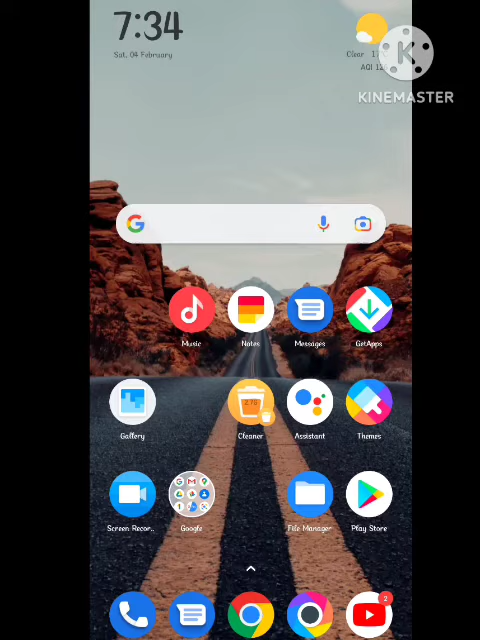 7:34
Sat, 04 February
Clear
AQI
KINEMASTER
Music
Notes
Messages
GetApps
Gallery
Cleaner
Assistant
Themes
Screen Recor..
Google
File Manager
Play Store
2